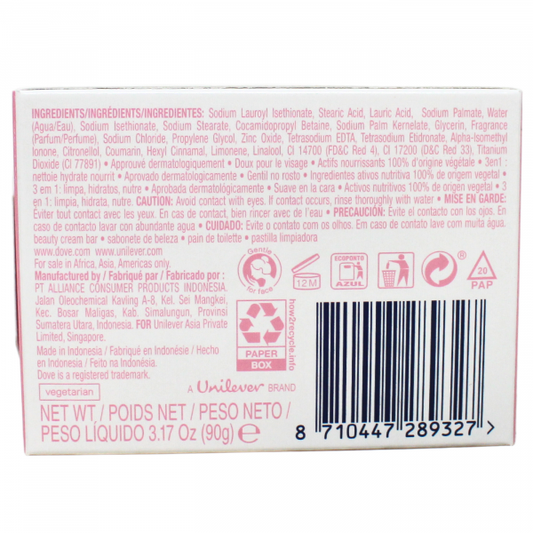 INGREDIENTS/INGRÉDIENTS/INGREDIENTES: Sodium Lauroyl Isethionate, Stearic Acid, Lauric Acid, Sodium Palmate, Water
(Aqua/Eau), Sodium Isethionate, Sodium Stearate, Cocamidopropyl Betaine, Sodium Palm Kernelate, Glycerin, Fragrance
(Parfum/Perfume), Sodium Chloride, Propylene Glycol, Zinc Oxide, Tetrasodium EDTA, Tetrasodium Etidronate, Alpha-Isomethyl
Ionone, Citronellol, Coumarin, Hexyl Cinnamal, Limonene, Linalool, CI 14700 (FD&C Red 4), CI 17200 (D&C Red 33), Titanium
Dioxide (CI 77891) • Approuvé dermatologiquement • Doux pour le visage • Actifs nourrissants 100% d'origine végétale • 3en1 :
nettoie hydrate nourrit • Aprovado dermatologicamente • Gentil no rosto • Ingredientes ativos nutritiva 100% de origem vegetal •
3 em 1: limpa, hidratos, nutre • Aprobada dermatológicamente • Suave en la cara • Activos nutritivos 100% de origen vegetal • 3
en 1: limpia, hidrata, nutre. CAUTION: Avoid contact with eyes. If contact occurs, rinse thoroughly with water • MISE EN GARDE:
Éviter tout contact avec les yeux. En cas de contact, bien rincer avec de l'eau • PRECAUCIÓN: Evite el contacto con los ojos. En
caso de contacto lavar con abundante agua • CUIDADO: Evite o contato com os olhos. Em caso de contato lave com muita água.
beauty cream bar • sabonete de beleza • pain de toilette • pastilla limpiadora
www.dove.com www.unilever.com
For sale in Africa, Asia, Americas only.
Manufactured by / Fabriqué par / Fabricado por :
PT ALLIANCE CONSUMER PRODUCTS INDONESIA.
Jalan Oleochemical Kavling A-8, Kel. Sei Mangkei,
Kec. Bosar Maligas, Kab. Simalungun, Provinsi
Sumatera Utara, Indonesia. FOR Unilever Asia Private
Limited, Singapore.
Made in Indonesia / Fabriqué en Indonésie / Hecho
en Indonesia / Feito na Indonésia.
Dove is a registered trademark.
vegetarian
Gentle
for face
12M
ECOPONTO
AZUL
20
PAP
how2recycle.info
PAPER
BOX
A Unilever BRAND
NET WT./ POIDS NET / PESO NETO /
PESO LÍQUIDO 3.17 Oz (90g) e
8 710447 289327 >